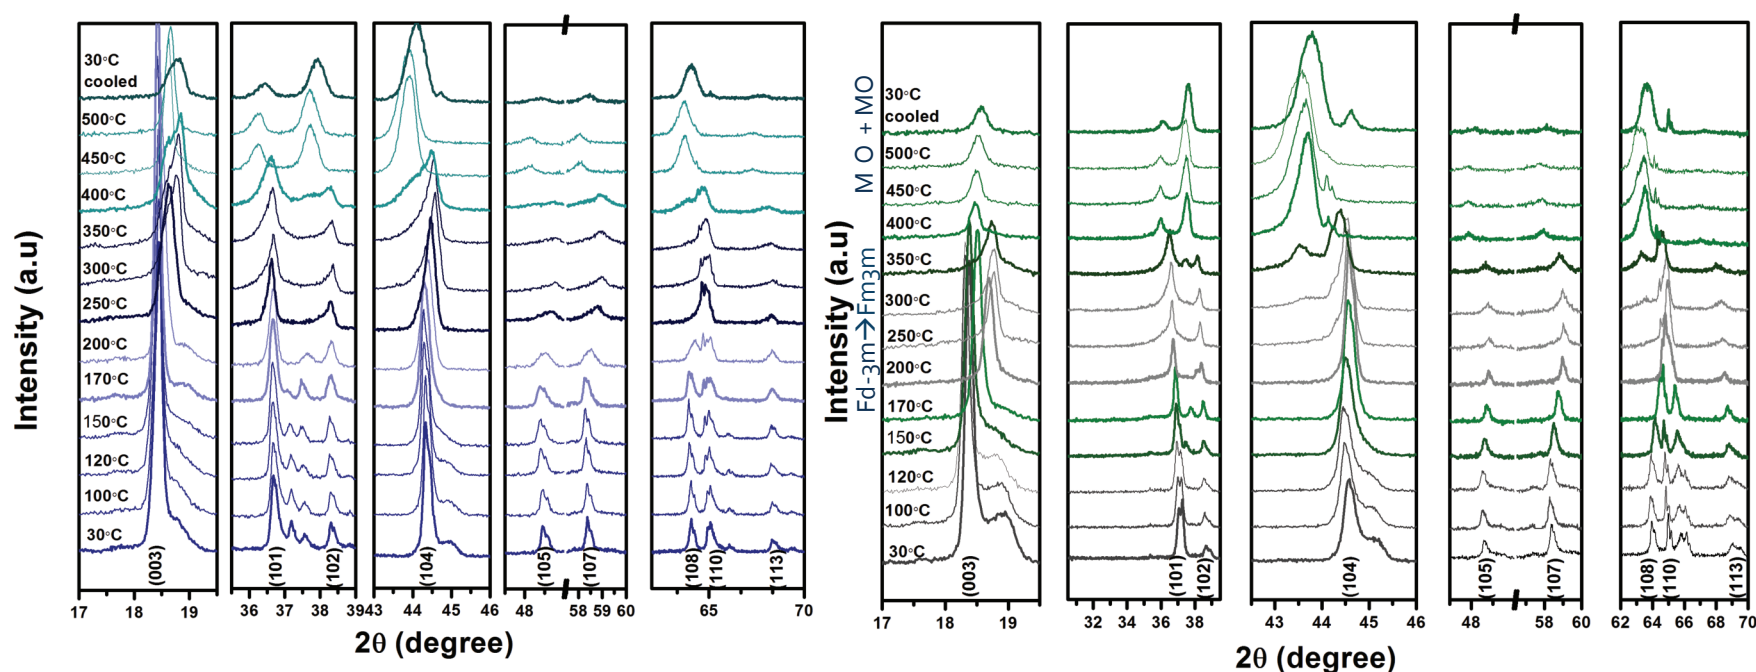 Intensity (a.u)
30°C
cooled
500°C
450°C
400°C
350°C
300°C
250°C
200°C
170°C
150°C
120°C
100°C
30°C
(003)
(101)
(102)
(104)
(105)
(107)
(108)
(110)
(113)
17 18 19
36 37 38 39
43 44 45 46
48 58 59 60
65 70
2θ (degree)
Fd-3m→Fm3m
M O + MO
Intensity (a.u)
30°C
cooled
500°C
450°C
400°C
350°C
300°C
250°C
200°C
170°C
150°C
120°C
100°C
30°C
(003)
(101)
(102)
(104)
(105)
(107)
(108)
(110)
(113)
17 18 19
32 34 36 38
43 44 45 46
48 58 60
62 64 66 68 70
2θ (degree)